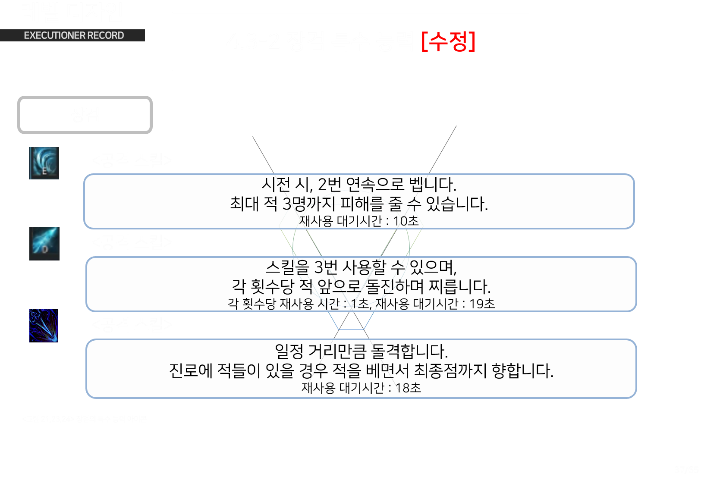 EXECUTIONER RECORD
[수정]
E
시전 시, 2번 연속으로 벱니다.
최대 적 3명까지 피해를 줄 수 있습니다.
재사용 대기시간 : 10초
D
스킬을 3번 사용할 수 있으며,
각 횟수당 적 앞으로 돌진하며 찌릅니다.
각 횟수당 재사용 시간 : 1초, 재사용 대기시간 : 19초
일정 거리만큼 돌격합니다.
진로에 적들이 있을 경우 적을 베면서 최종점까지 향합니다.
재사용 대기시간 : 18초